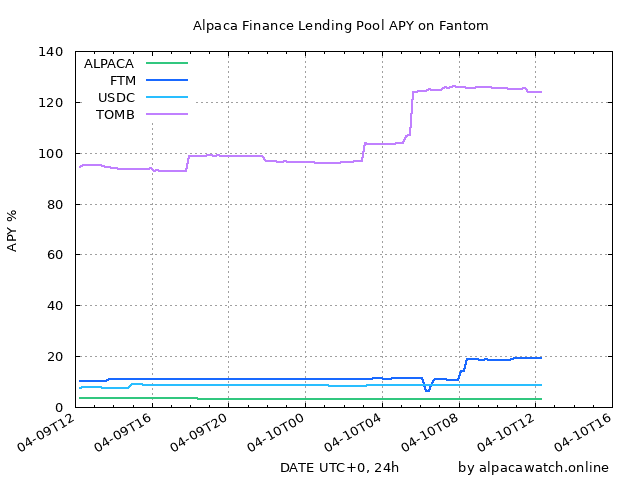 Alpaca Finance Lending Pool APY on Fantom
140
120
100
80
60
40
20
0
APY %
ALPACA
FTM
USDC
TOMB
04-09T12
04-09T16
04-09T20
04-10T00
04-10T04
04-10T08
04-10T12
04-10T16
DATE UTC+0, 24h
by alpacawatch.online